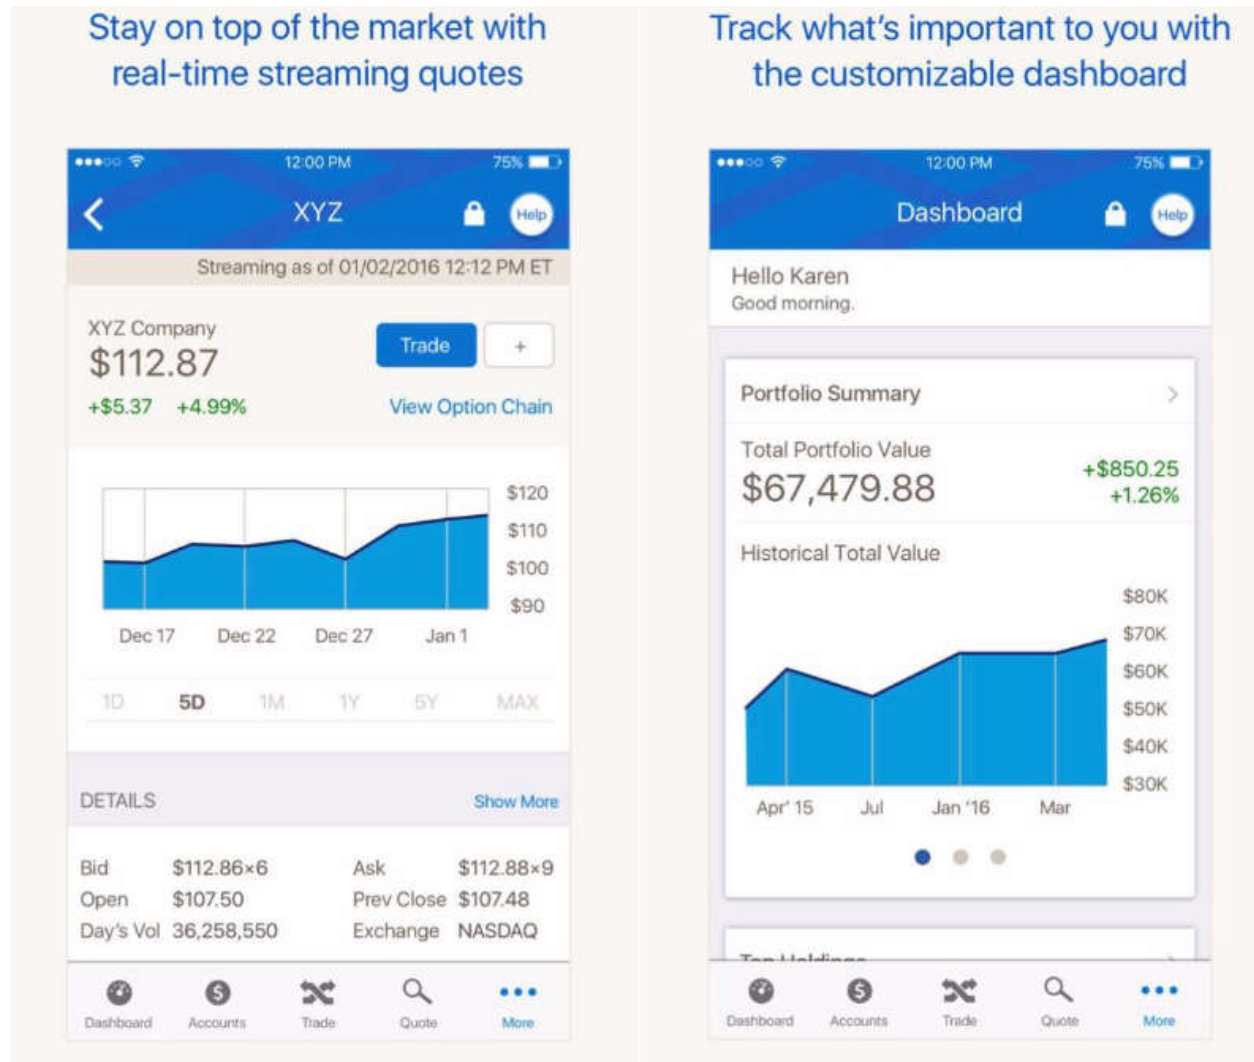 Stay on top of the market with
real-time streaming quotes
12:00 PM 75%
XYZ Help
Streaming as of 01/02/2016 12:12 PM ET
XYZ Company
$112.87
Trade +
+$5.37 +4.99% View Option Chain
$120
$110
$100
$90
Dec 17 Dec 22 Dec 27 Jan 1
1D 5D 1M 1Y 5Y MAX
DETAILS Show More
Bid $112.86×6 Ask $112.88×9
Open $107.50 Prev Close $107.48
Day's Vol 36,258,550 Exchange NASDAQ
Dashboard Accounts Trade Quote More
Track what's important to you with
the customizable dashboard
12:00 PM 75%
Dashboard Help
Hello Karen
Good morning.
Portfolio Summary
Total Portfolio Value
$67,479.88
+$850.25
+1.26%
Historical Total Value
$80K
$70K
$60K
$50K
$40K
$30K
Apr' 15 Jul Jan '16 Mar
Top Holdings
Dashboard Accounts Trade Quote More